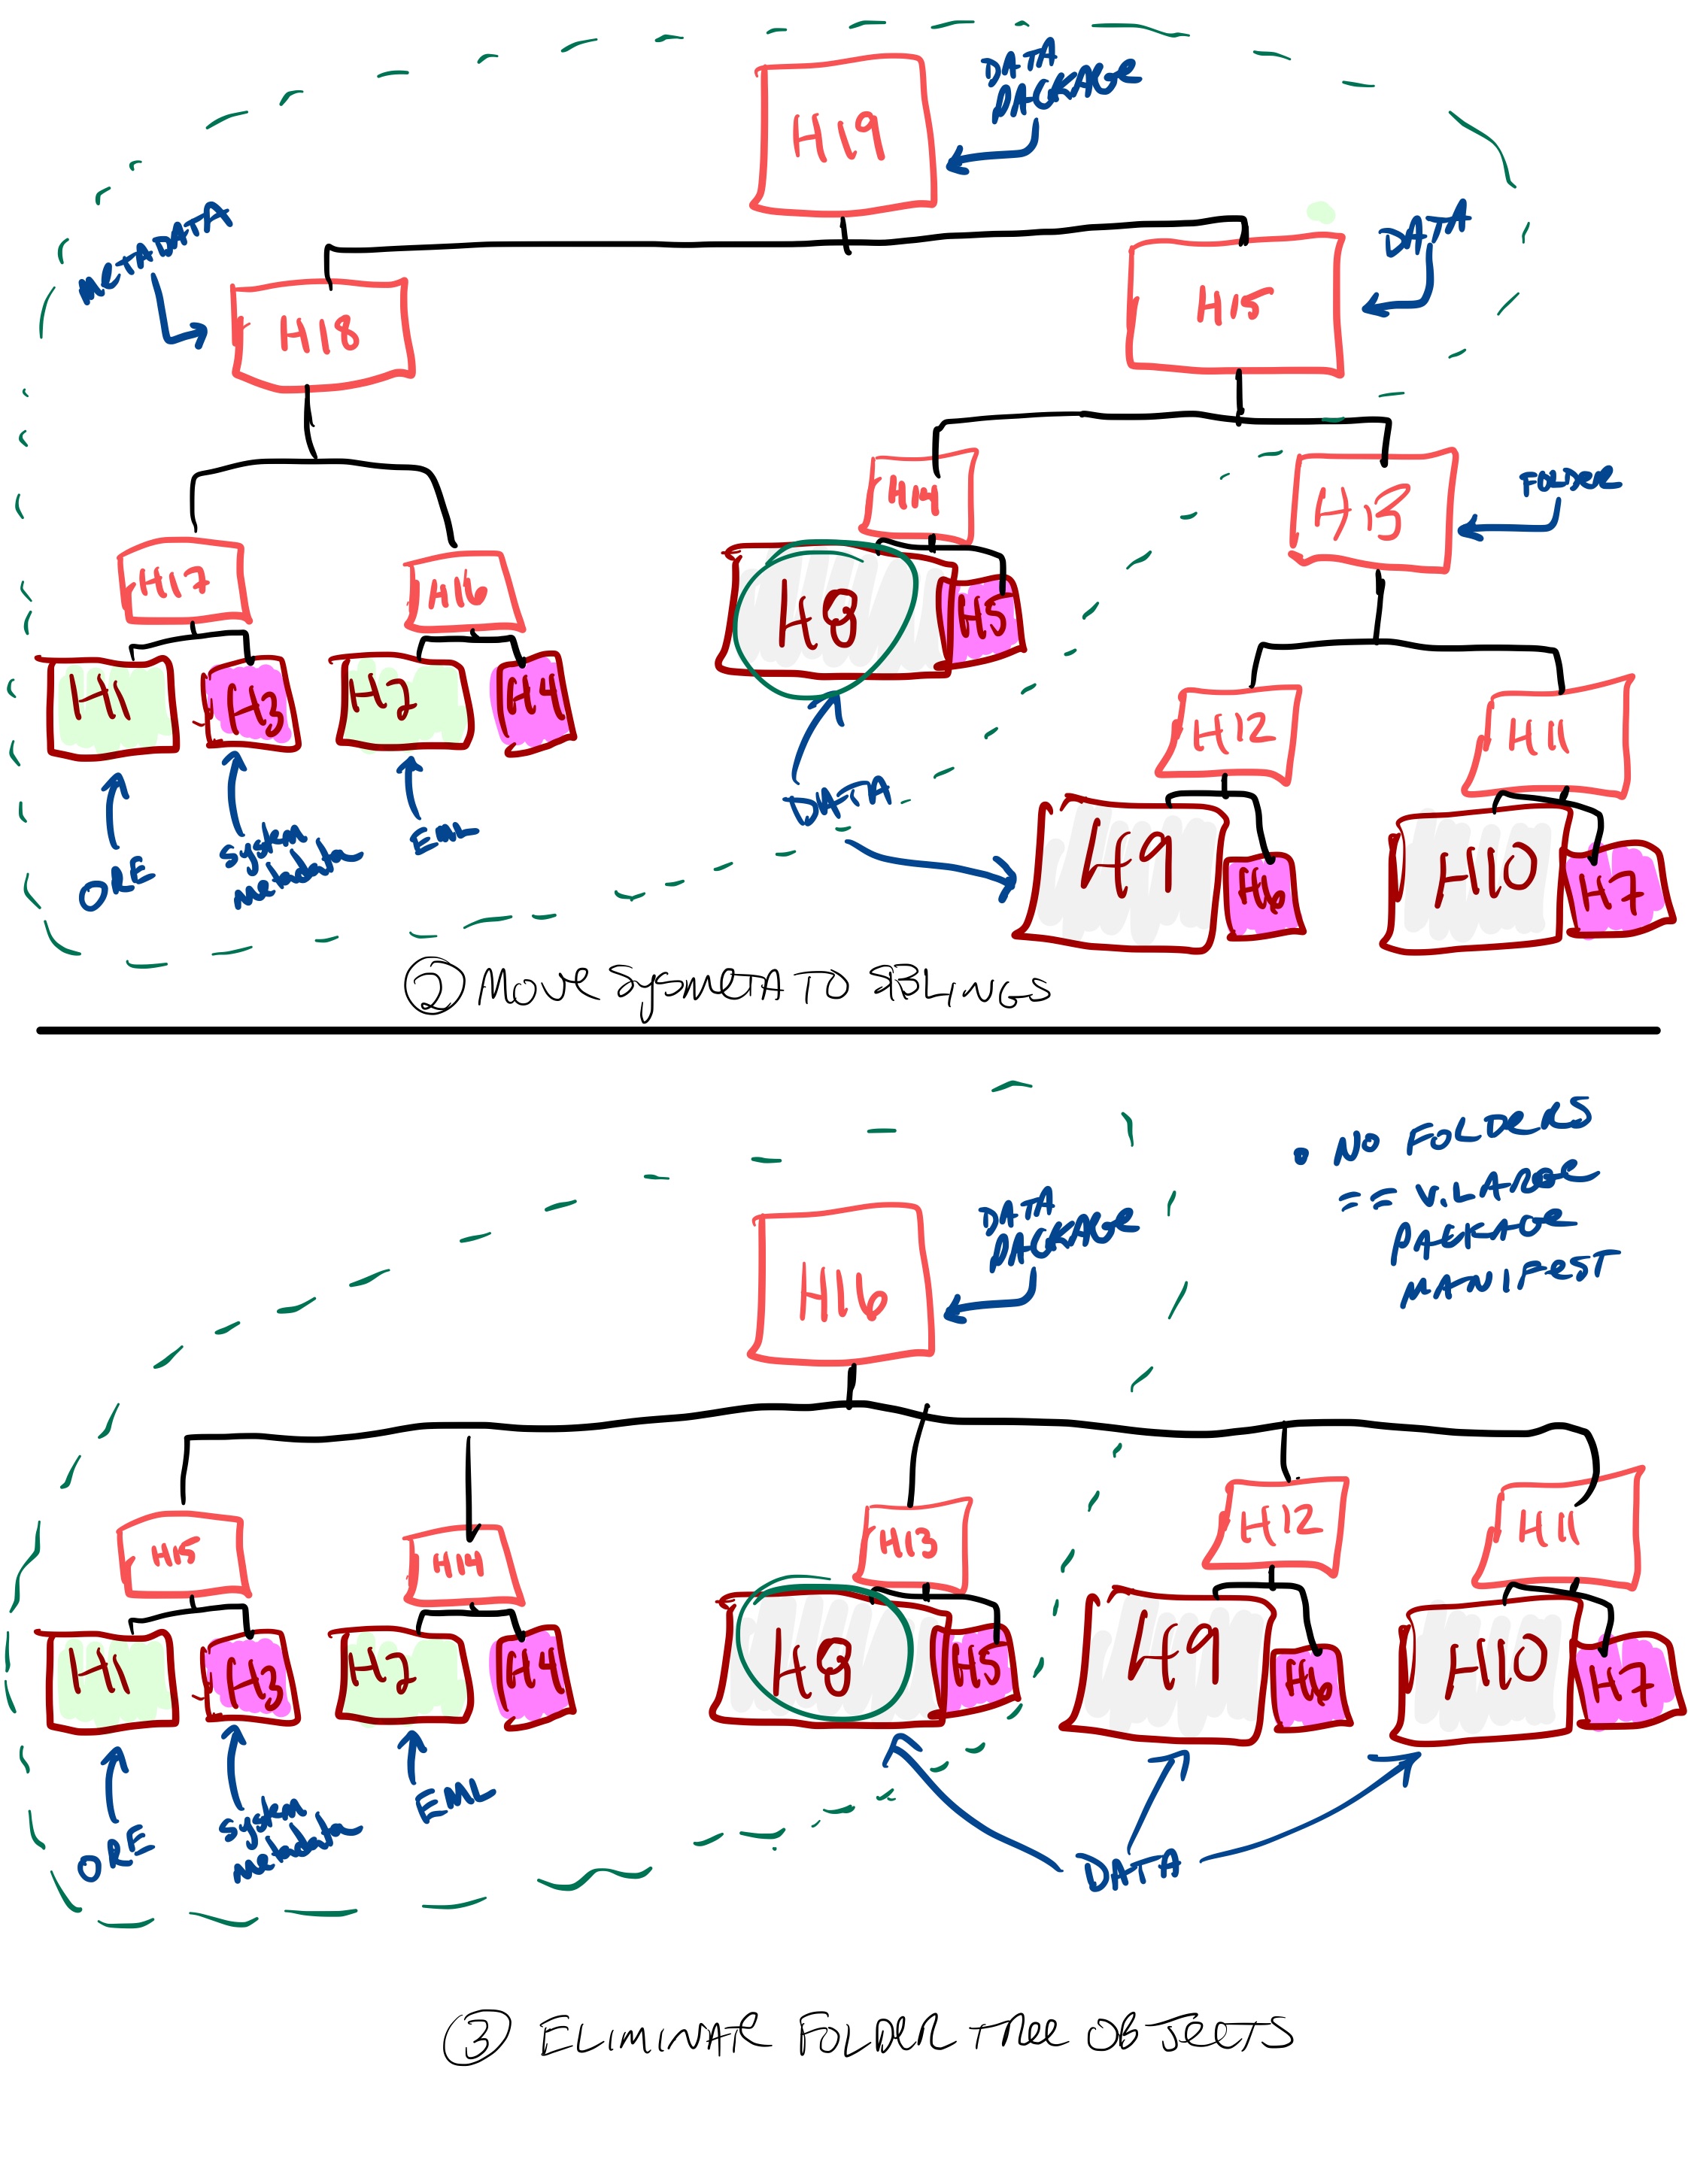 DATA
PACKAGE
H19
METADATA
DATA
H18
H15
H14
H13
FOLDER
H17
H16
H8
H5
H1
H3
H2
H4
H12
H11
ORE
System
metadata
EML
DATA
H9
H6
H10
H7
② MOVE SYSMETA TO SIBLINGS
• NO FOLDERS
== V.LARGE
PACKAGE
MANIFEST
DATA
PACKAGE
H16
H15
H14
H13
H12
H11
H1
H3
H2
H4
H8
H5
H9
H6
H10
H7
ORE
System
metadata
EML
DATA
③ ELIMINATE FOLDER TREE OBJECTS